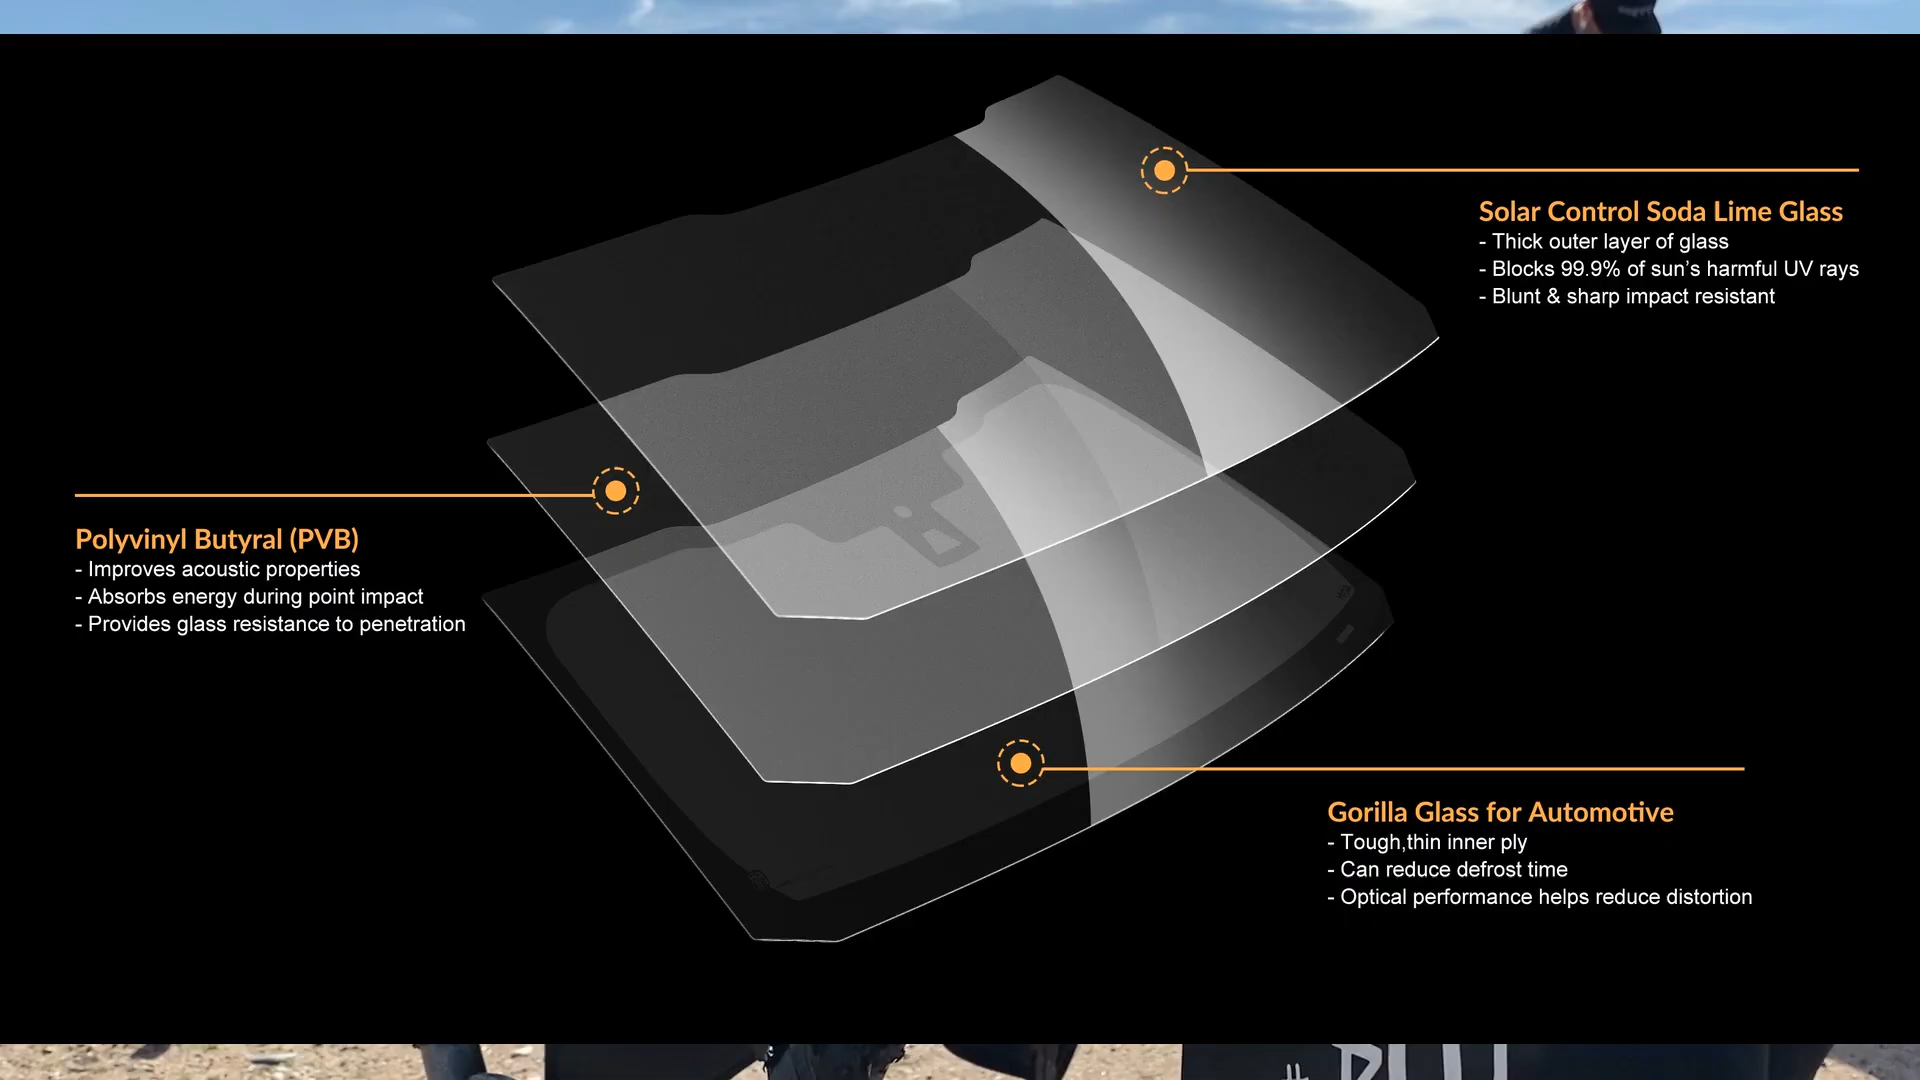 Solar Control Soda Lime Glass
- Thick outer layer of glass
- Blocks 99.9% of sun's harmful UV rays
- Blunt & sharp impact resistant
Polyvinyl Butyral (PVB)
- Improves acoustic properties
- Absorbs energy during point impact
- Provides glass resistance to penetration
Gorilla Glass for Automotive
- Tough,thin inner ply
- Can reduce defrost time
- Optical performance helps reduce distortion